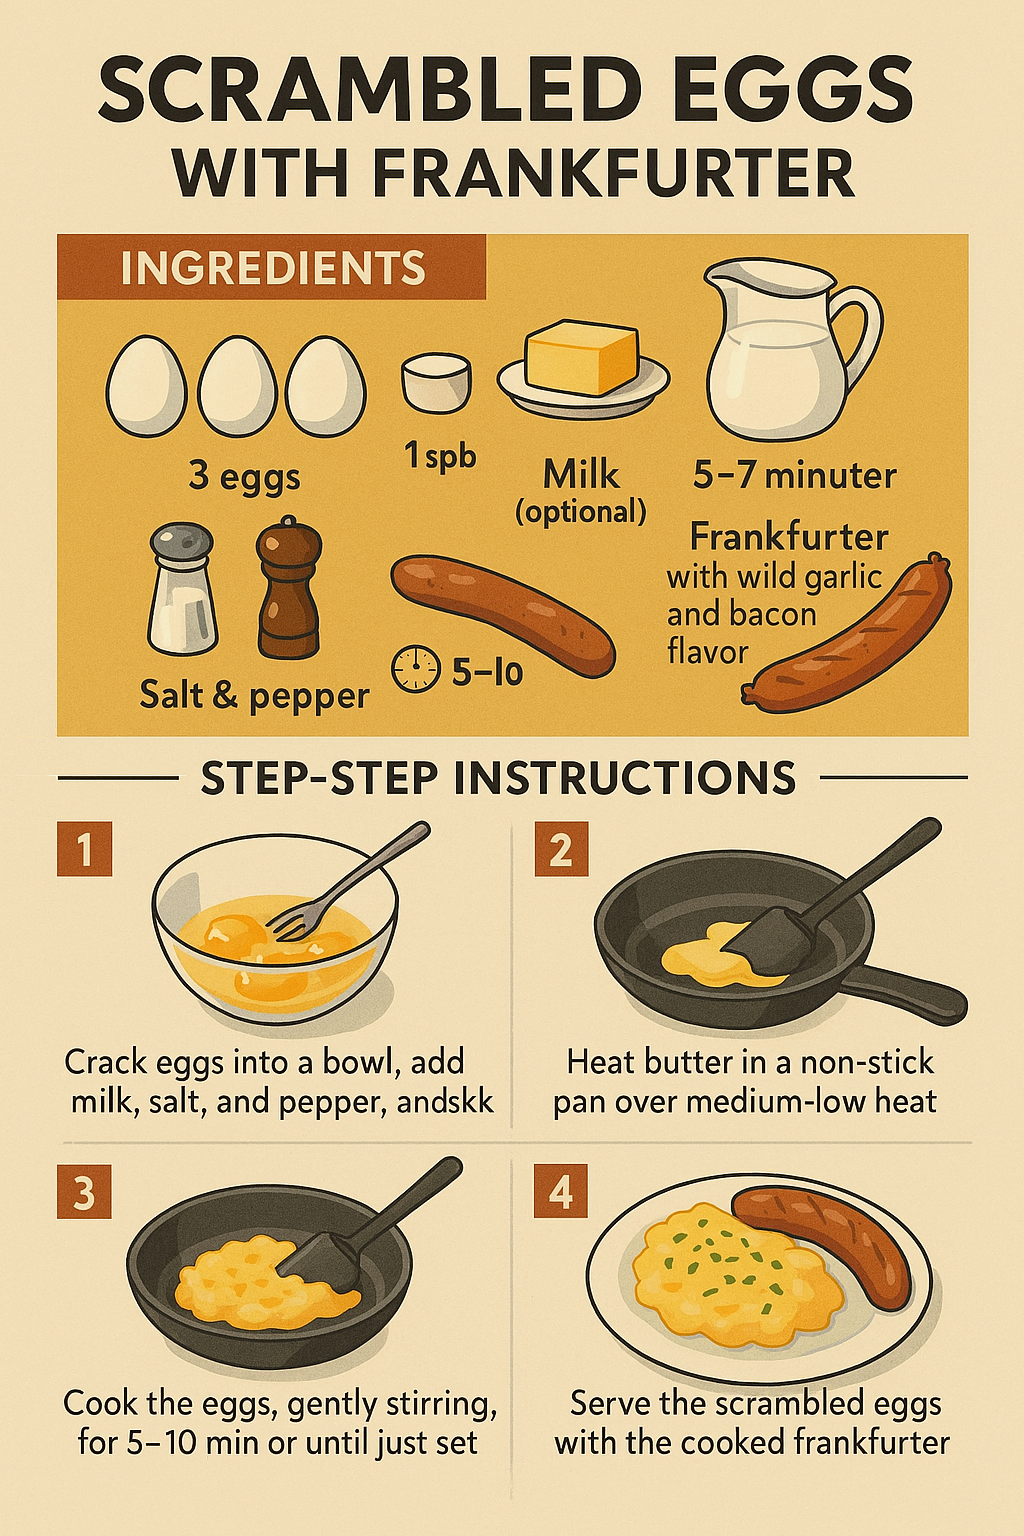 SCRAMBLED EGGS
WITH FRANKFURTER
INGREDIENTS
3 eggs
1 spb
Milk
(optional)
5–7 minuter
Salt & pepper
5–lo
Frankfurter
with wild garlic
and bacon
flavor
STEP-STEP INSTRUCTIONS
1
Crack eggs into a bowl, add
milk, salt, and pepper, andskk
2
Heat butter in a non-stick
pan over medium-low heat
3
Cook the eggs, gently stirring,
for 5–10 min or until just set
4
Serve the scrambled eggs
with the cooked frankfurter